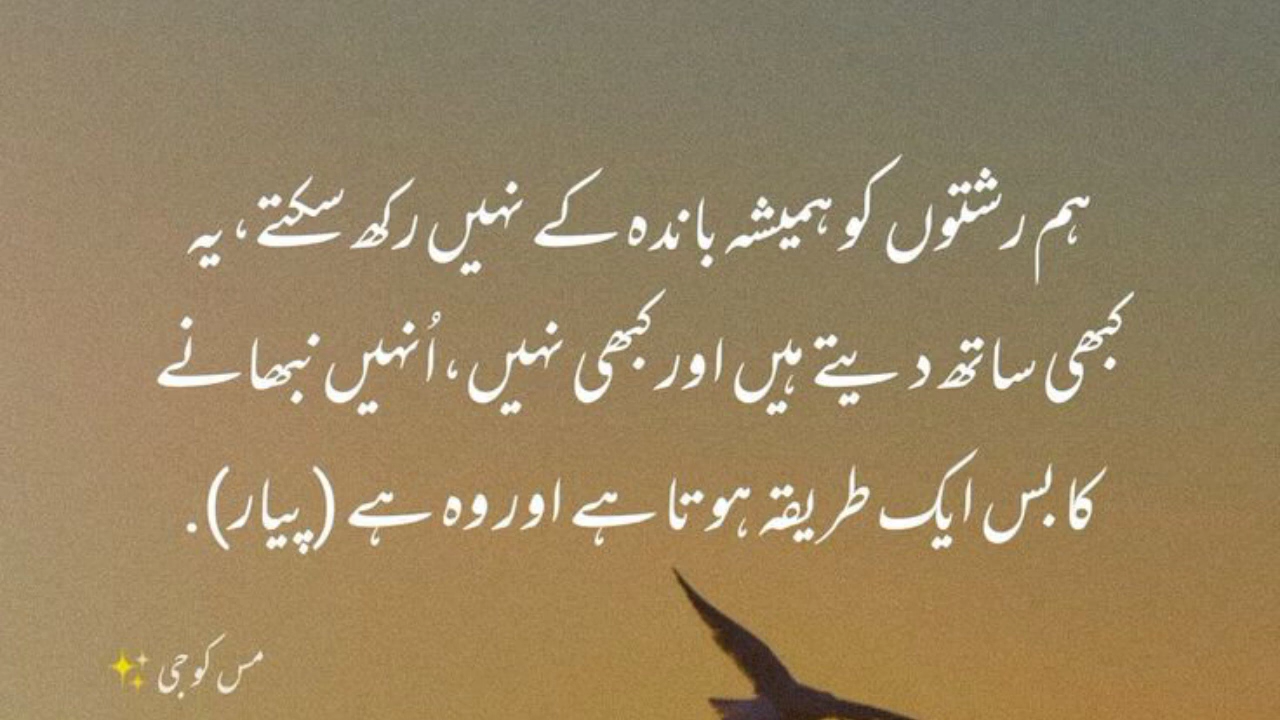 ہم رشتوں کو ہمیشہ باندہ کے نہیں رکھ سکتے، یہ
کبھی ساتھ دیتے ہیں اور کبھی نہیں، اُنہیں نبھانے
کا بس ایک طریقہ ہوتا ہے اور وہ ہے (پیار).
مس کوجی ✨